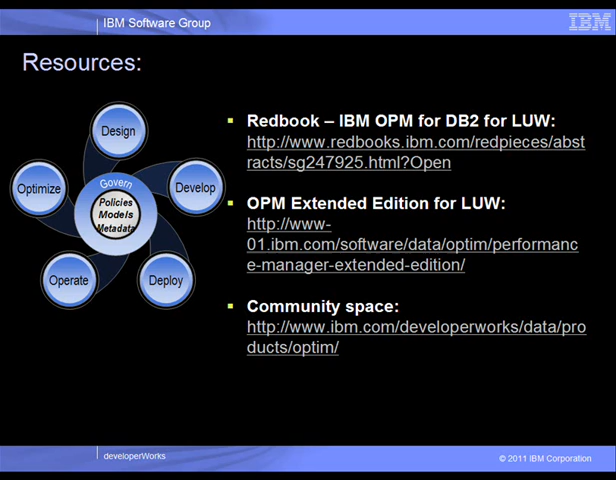 IBM Software Group
IBM
Resources:
Design
Optimize
Develop
Govern
Policies
Models
Metadata
Operate
Deploy
Redbook – IBM OPM for DB2 for LUW:
http://www.redbooks.ibm.com/redpieces/abst
racts/sg247925.html?Open
OPM Extended Edition for LUW:
http://www-
01.ibm.com/software/data/optim/performanc
e-manager-extended-edition/
Community space:
http://www.ibm.com/developerworks/data/pro
ducts/optim/
developerWorks
© 2011 IBM Corporation